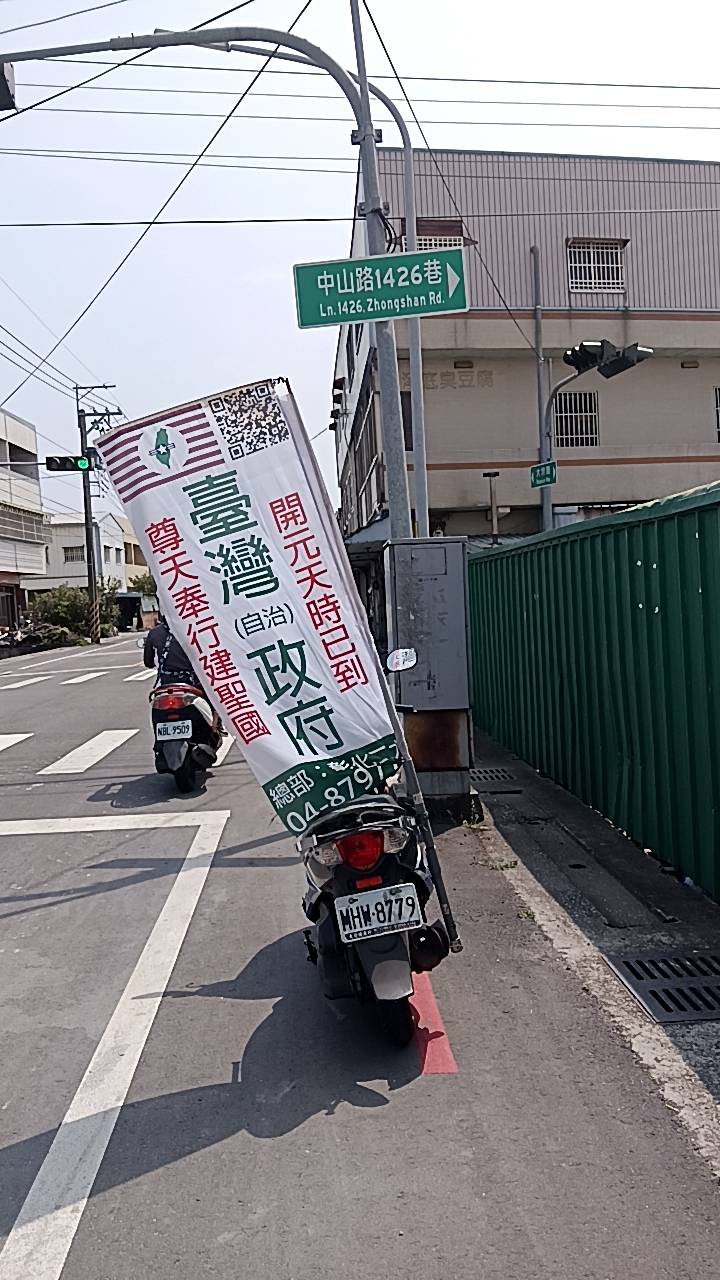 中山路1426巷
Ln.1426, Zhongshan Rd.
開元天時已到
臺灣
(自治)
政府
尊天奉行建聖國
總部：彰化
04-879
NBL-9509
MHW-8779